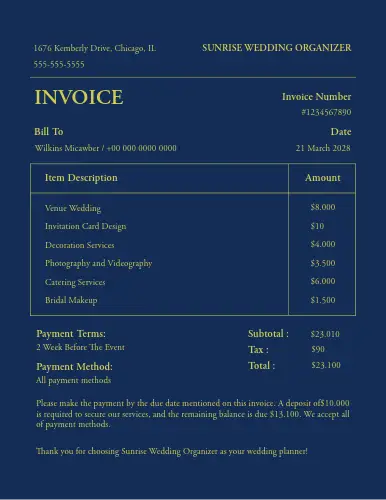 1676 Kemberly Drive, Chicago, IL
SUNRISE WEDDING ORGANIZER
555-555-5555
INVOICE
Invoice Number
#1234567890
Bill To
Date
Wilkins Micawber / +00 000 0000 0000
21 March 2028
Item Description
Amount
Venue Wedding
$8.000
Invitation Card Design
$10
Decoration Services
$4.000
Photography and Videography
$3.500
Catering Services
$6.000
Bridal Makeup
$1.500
Payment Terms:
2 Week Before The Event
Payment Method:
All payment methods
Subtotal :
$23.010
Tax :
$90
Total :
$23.100
Please make the payment by the due date mentioned on this invoice. A deposit of$10.000
is required to secure our services, and the remaining balance is due $13.100. We accept all
of payment methods.
Thank you for choosing Sunrise Wedding Organizer as your wedding planner!